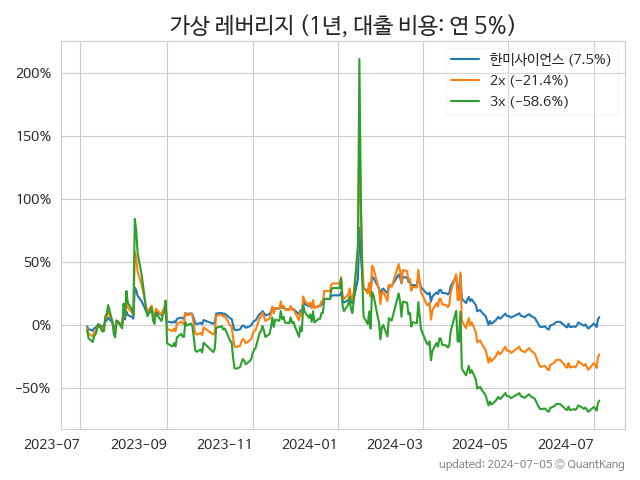 가상 레버리지 (1년, 대출 비용: 연 5%)
한미사이언스 (7.5%)
2x (−21.4%)
3x (−58.6%)
200%
150%
100%
50%
0%
−50%
2023-07 2023-09 2023-11 2024-01 2024-03 2024-05 2024-07
updated: 2024-07-05 © QuantKang